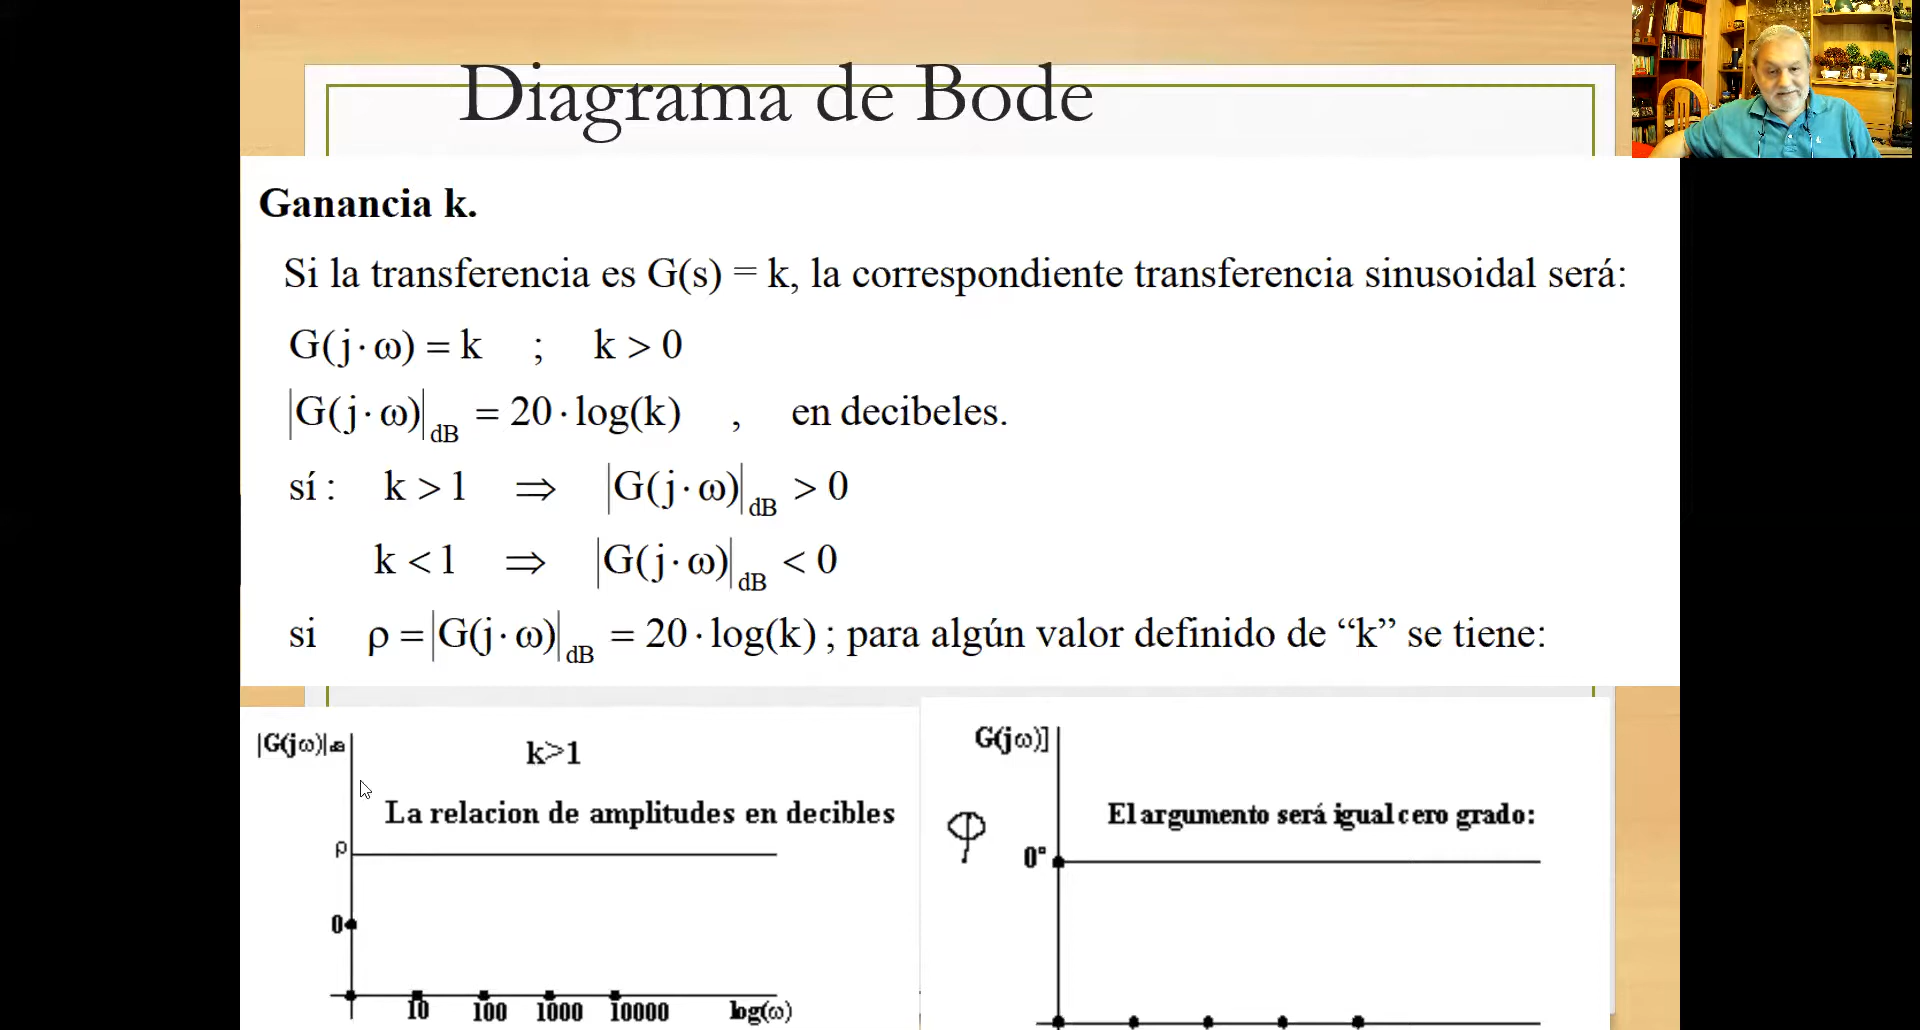 Diagrama de Bode
Ganancia k.
Si la transferencia es G(s) = k, la correspondiente transferencia sinusoidal será:
G(j·ω) = k ; k > 0
|G(j·ω)|dB = 20·log(k) , en decibeles.
sí: k > 1 ⇒ |G(j·ω)|dB > 0
k < 1 ⇒ |G(j·ω)|dB < 0
si ρ = |G(j·ω)|dB = 20·log(k) ; para algún valor definido de “k” se tiene:
|G(jω)|dB
k>1
La relacion de amplitudes en decibles
ρ
0
10 100 1000 10000 log(ω)
G(jω)]
Φ
El argumento será igual cero grado:
0°